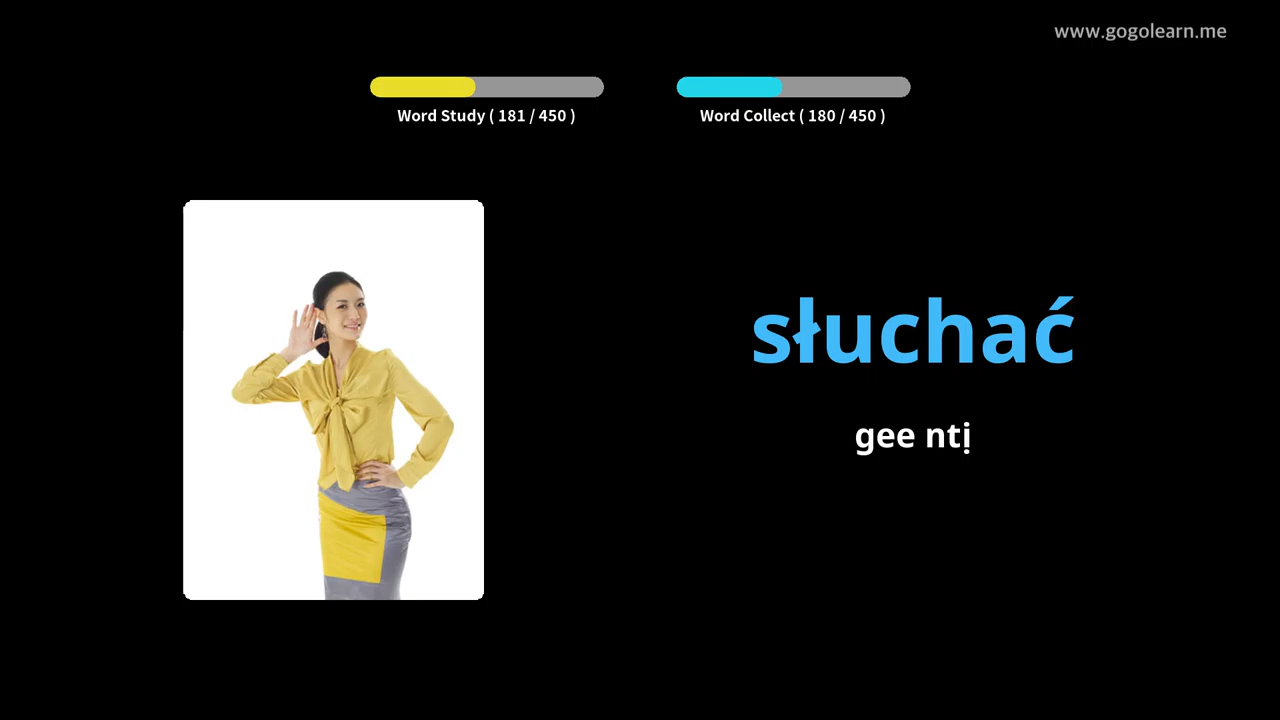 www.gogolearn.me
Word Study ( 181 / 450 )
Word Collect ( 180 / 450 )
słuchać
gee ntị